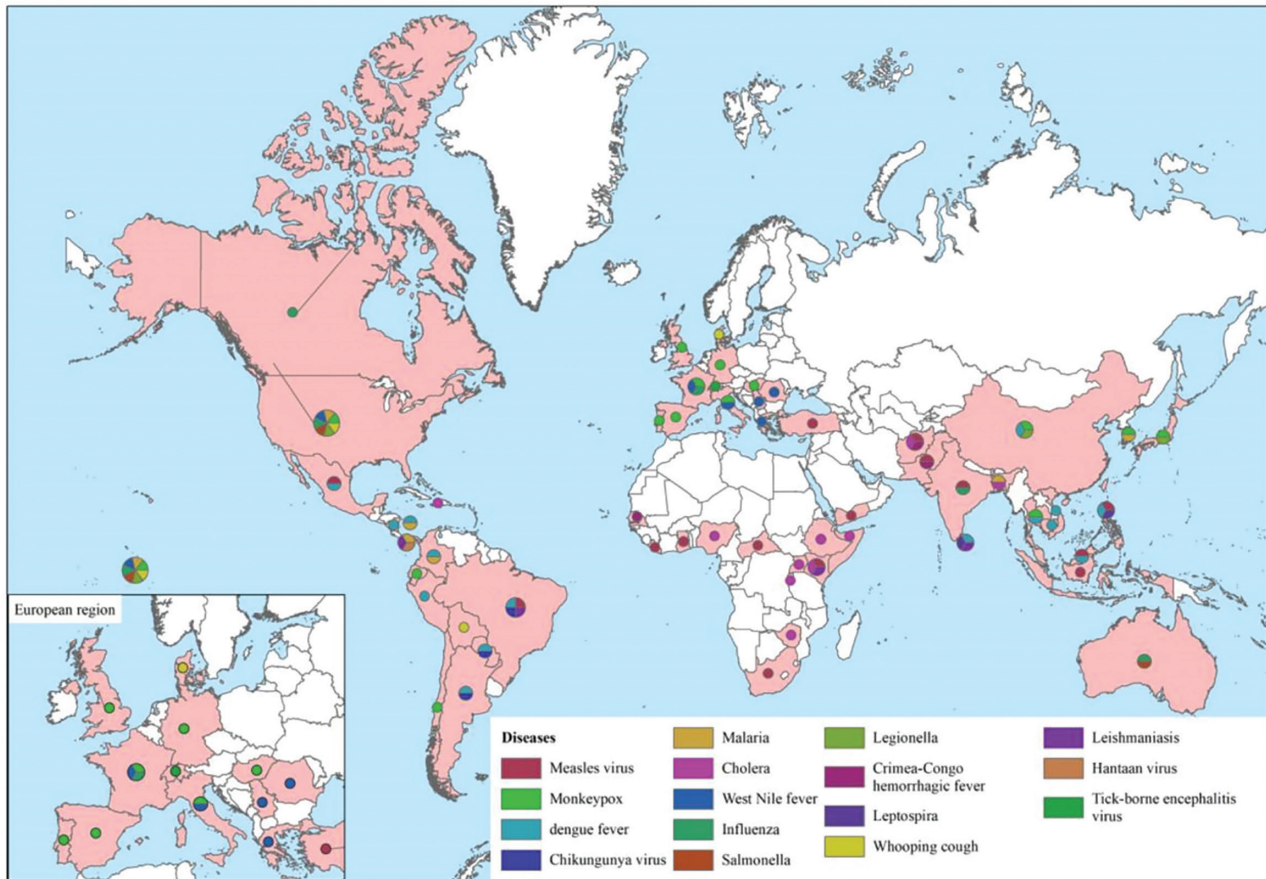 European region
Diseases
Measles virus
Monkeypox
dengue fever
Chikungunya virus
Malaria
Cholera
West Nile fever
Influenza
Salmonella
Legionella
Crimea-Congo
hemorrhagic fever
Leptospira
Whooping cough
Leishmaniasis
Hantaan virus
Tick-borne encephalitis
virus